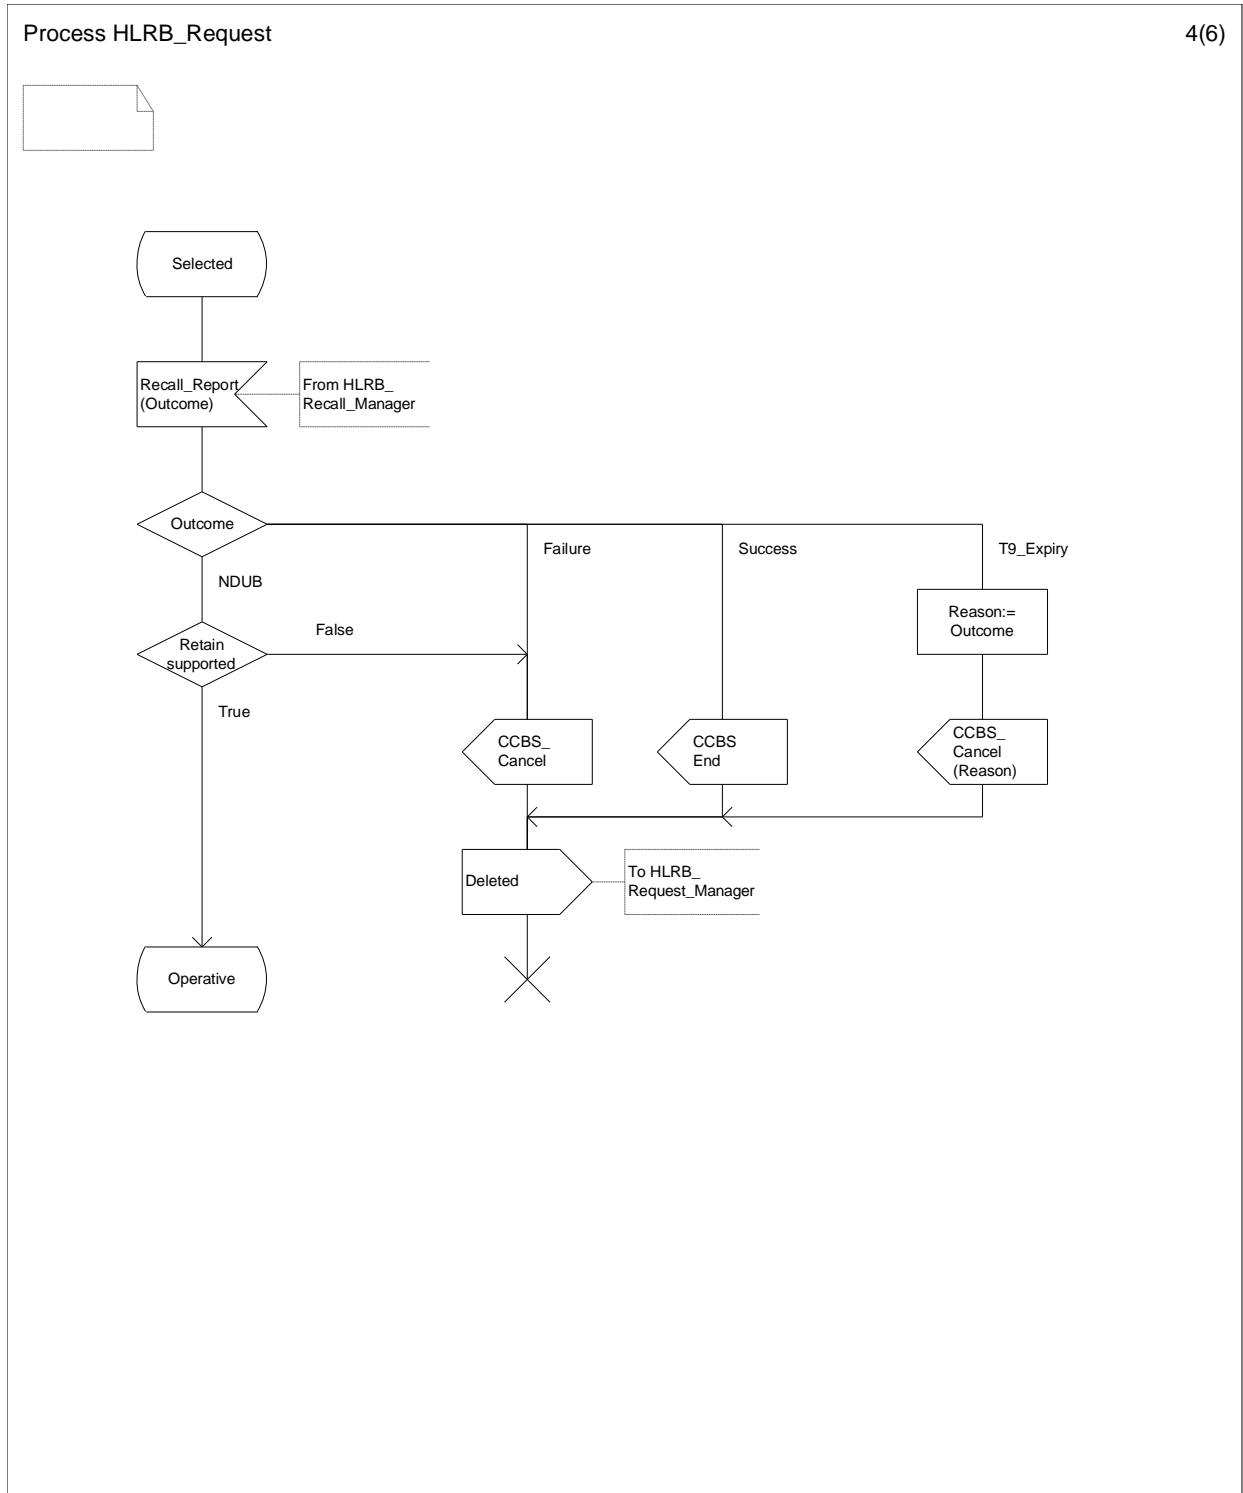 Process HLRB_Request
4(6)
Selected
Recall_Report
(Outcome)
From HLRB_
Recall_Manager
Outcome
Failure
Success
T9_Expiry
NDUB
Reason:=
Outcome
Retain
supported
False
True
CCBS_
Cancel
CCBS
End
CCBS_
Cancel
(Reason)
Deleted
To HLRB_
Request_Manager
Operative